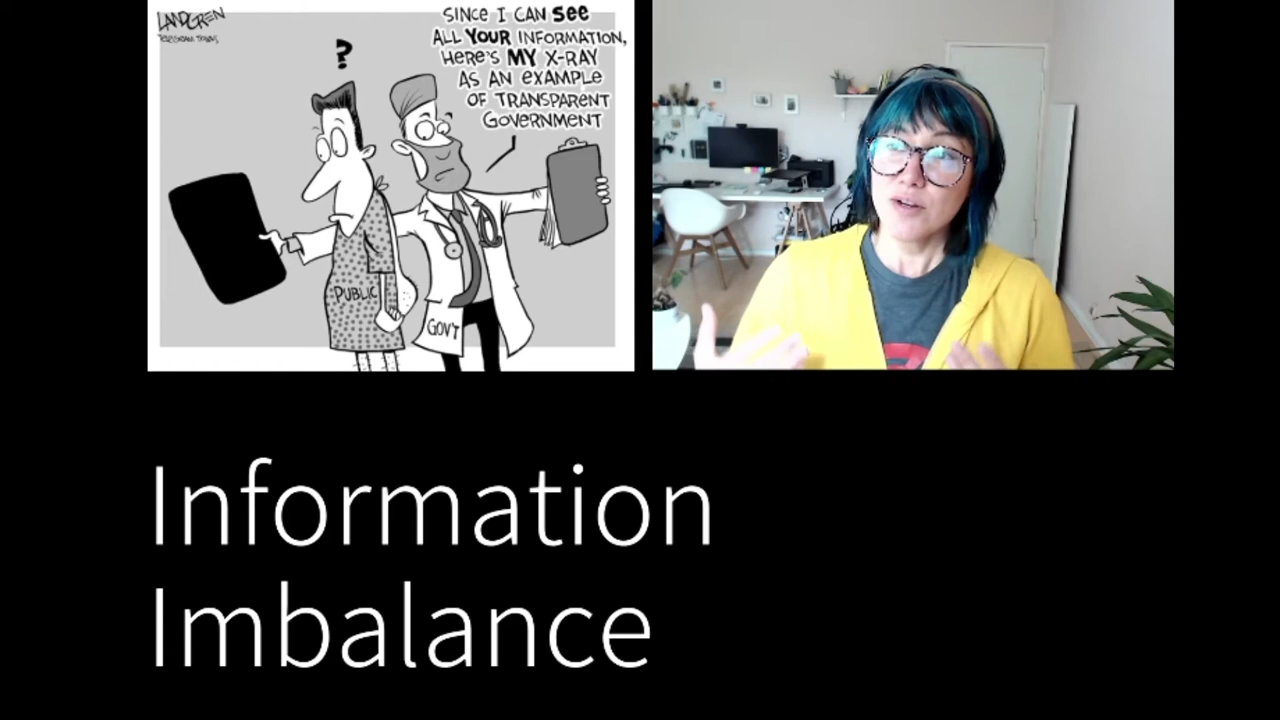 LANDGREN
?
SINCE I CAN SEE
ALL YOUR INFORMATION,
HERE'S MY X-RAY
AS AN EXAMPLE
OF TRANSPARENT
GOVERNMENT
PUBLIC
GOV'T
Information
Imbalance